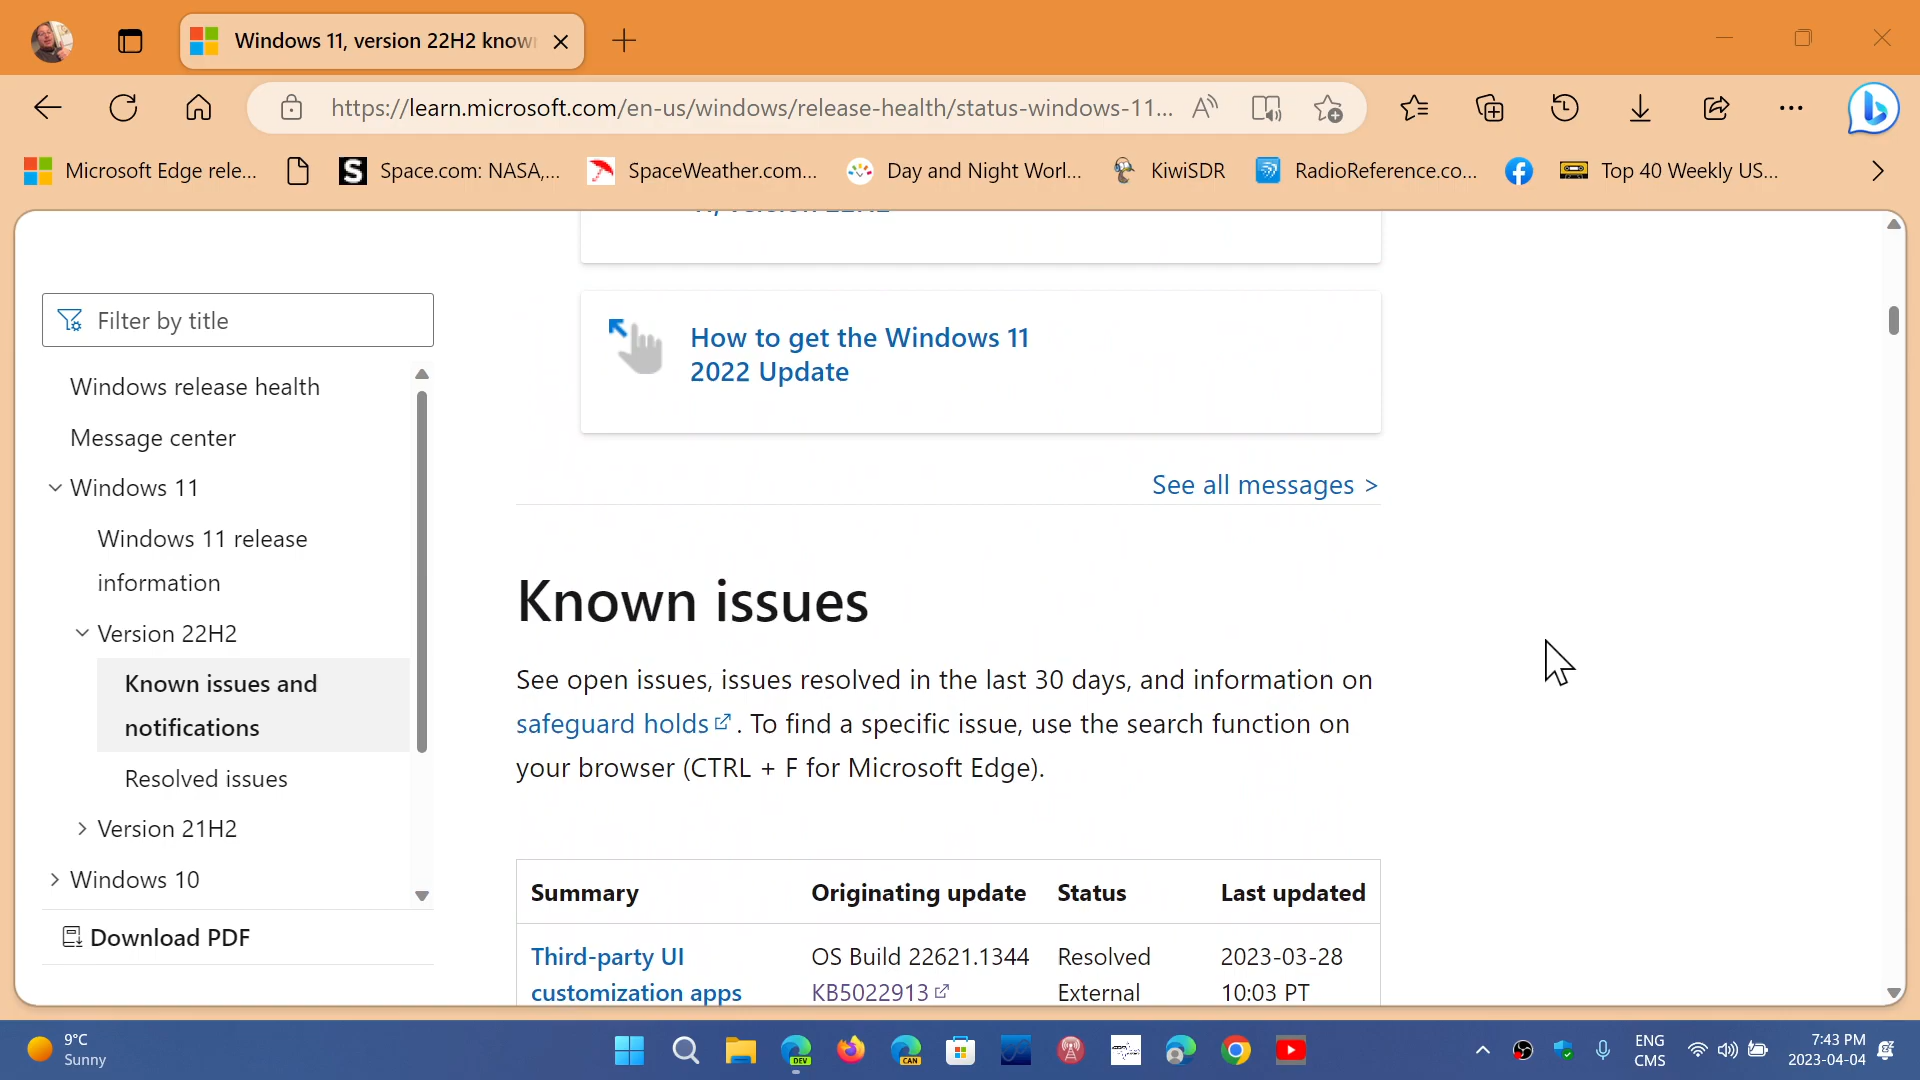 Windows 11, version 22H2 know
https://learn.microsoft.com/en-us/windows/release-health/status-windows-11...
Microsoft Edge rele...
Space.com: NASA,...
SpaceWeather.com...
Day and Night Worl...
KiwiSDR
RadioReference.co...
Top 40 Weekly US...
Filter by title
Windows release health
Message center
Windows 11
Windows 11 release
information
Version 22H2
Known issues and
notifications
Resolved issues
Version 21H2
Windows 10
Download PDF
How to get the Windows 11
2022 Update
See all messages >
Known issues
See open issues, issues resolved in the last 30 days, and information on
safeguard holds. To find a specific issue, use the search function on
your browser (CTRL + F for Microsoft Edge).
Summary Originating update Status Last updated
Third-party UI OS Build 22621.1344 Resolved 2023-03-28
customization apps KB5022913 External 10:03 PT
9°C
Sunny
DEV
CAN
ENG
CMS
7:43 PM
2023-04-04